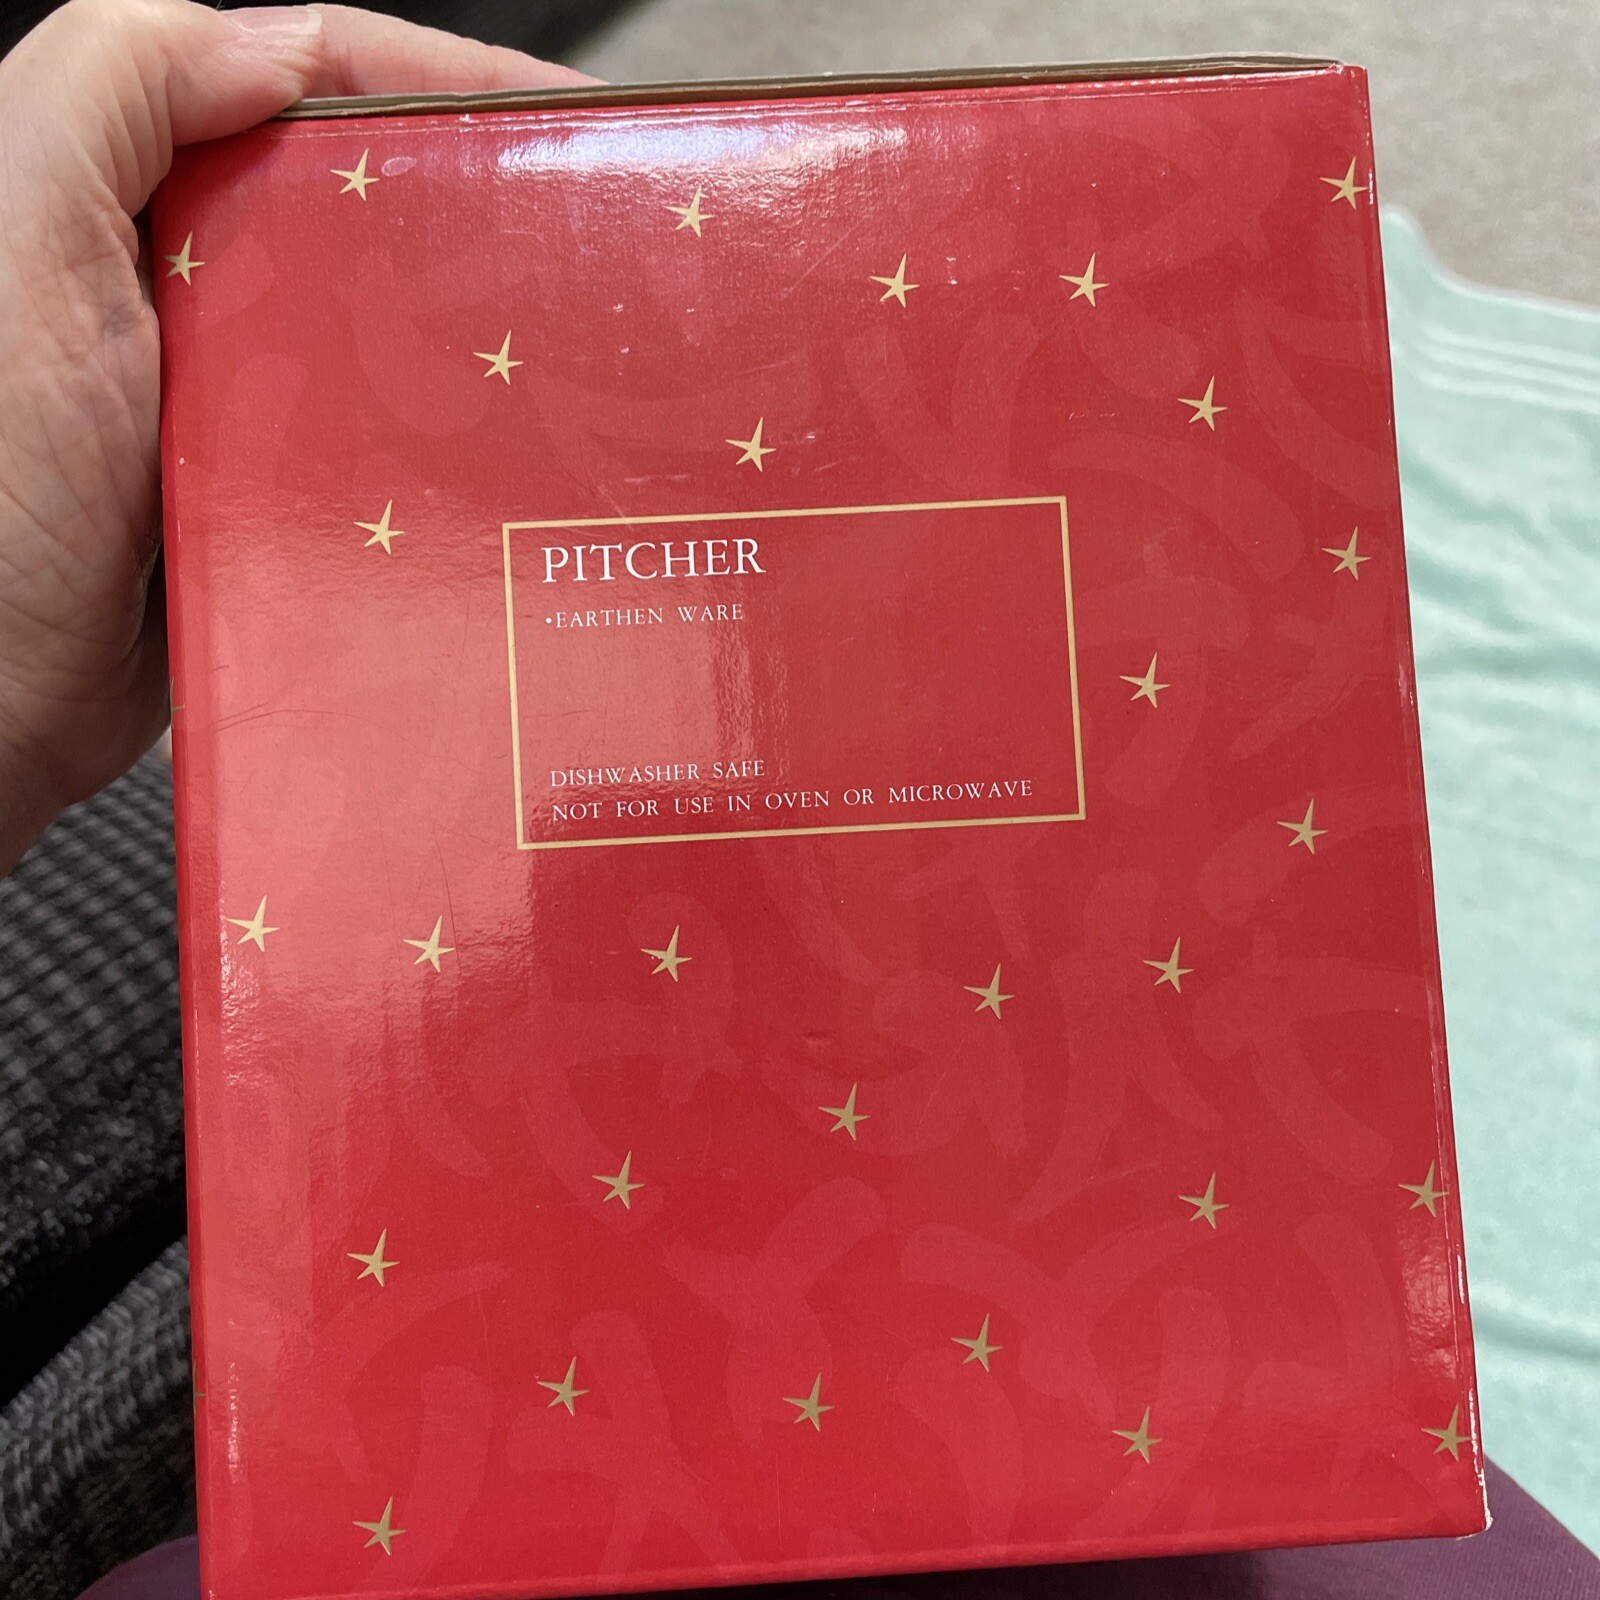 PITCHER
•EARTHEN WARE
DISHWASHER SAFE
NOT FOR USE IN OVEN OR MICROWAVE